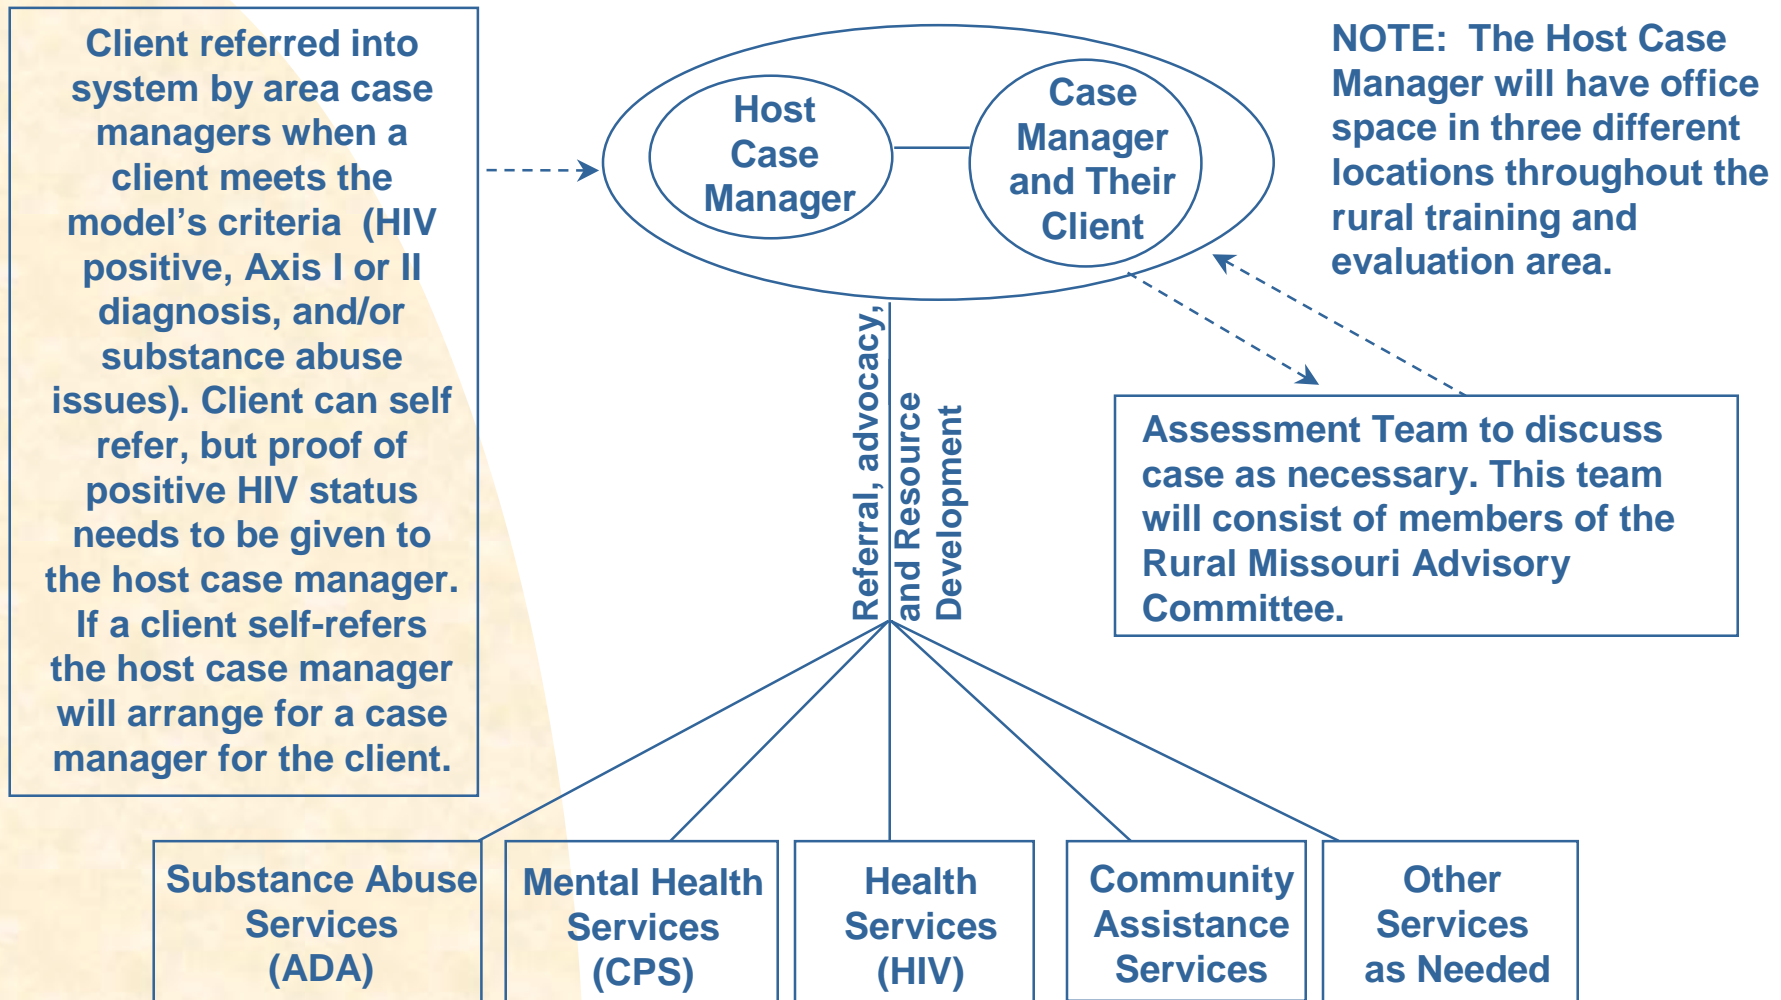 Client referred into
system by area case
managers when a
client meets the
model’s criteria (HIV
positive, Axis I or II
diagnosis, and/or
substance abuse
issues). Client can self
refer, but proof of
positive HIV status
needs to be given to
the host case manager.
If a client self-refers
the host case manager
will arrange for a case
manager for the client.
Host
Case
Manager
Case
Manager
and Their
Client
NOTE: The Host Case
Manager will have office
space in three different
locations throughout the
rural training and
evaluation area.
Referral, advocacy,
and Resource
Development
Assessment Team to discuss
case as necessary. This team
will consist of members of the
Rural Missouri Advisory
Committee.
Substance Abuse
Services
(ADA)
Mental Health
Services
(CPS)
Health
Services
(HIV)
Community
Assistance
Services
Other
Services
as Needed